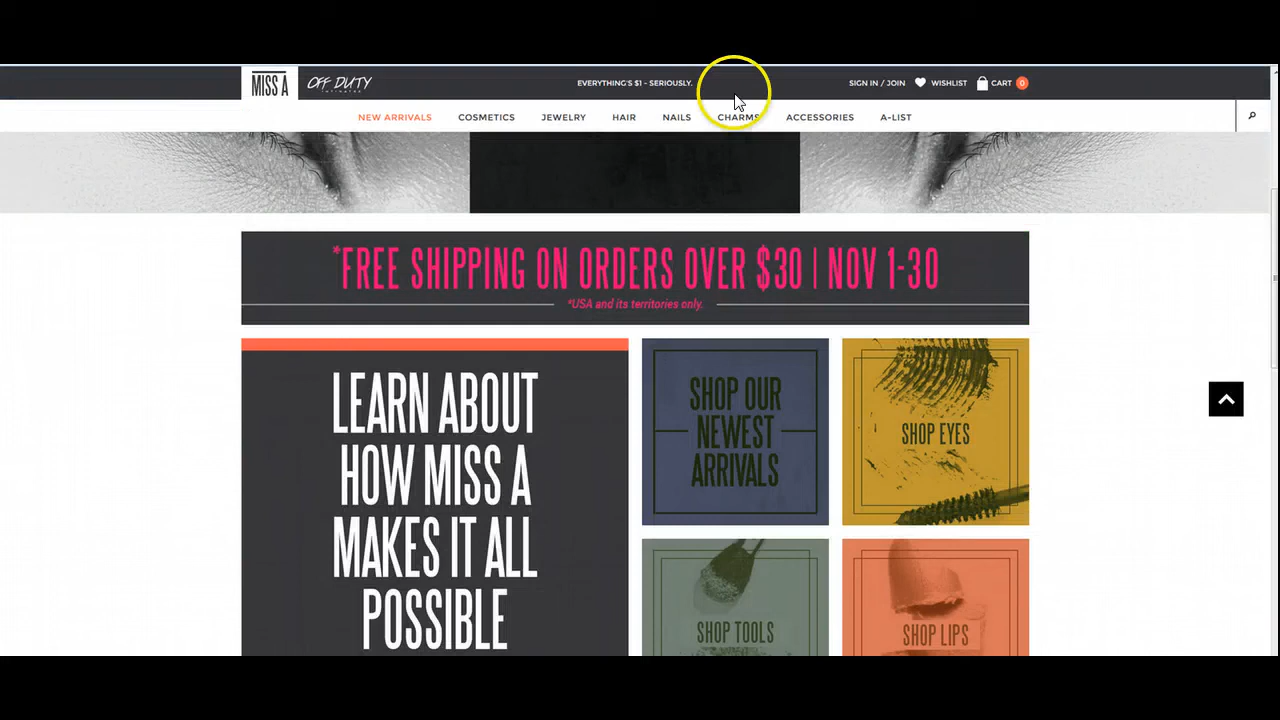 MISS A
OFF DUTY
EVERYTHING'S $1 - SERIOUSLY.
SIGN IN / JOIN
WISHLIST
CART 0
NEW ARRIVALS
COSMETICS
JEWELRY
HAIR
NAILS
CHARMS
ACCESSORIES
A-LIST
*FREE SHIPPING ON ORDERS OVER $30 | NOV 1-30
*USA and its territories only.
LEARN ABOUT
HOW MISS A
MAKES IT ALL
POSSIBLE
SHOP OUR
NEWEST
ARRIVALS
SHOP EYES
SHOP TOOLS
SHOP LIPS